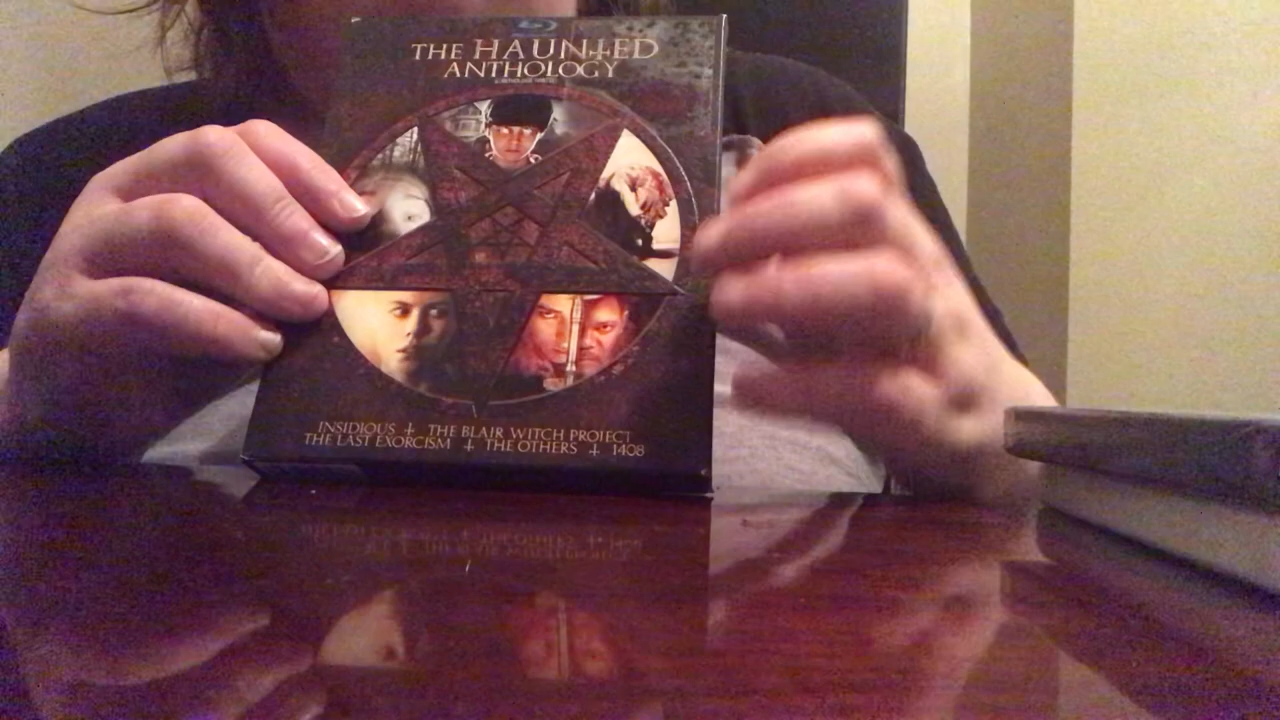 THE HAUNTED
ANTHOLOGY
INSIDIOUS ♰ THE BLAIR WITCH PROJECT
THE LAST EXORCISM ♰ THE OTHERS ♰ 1408